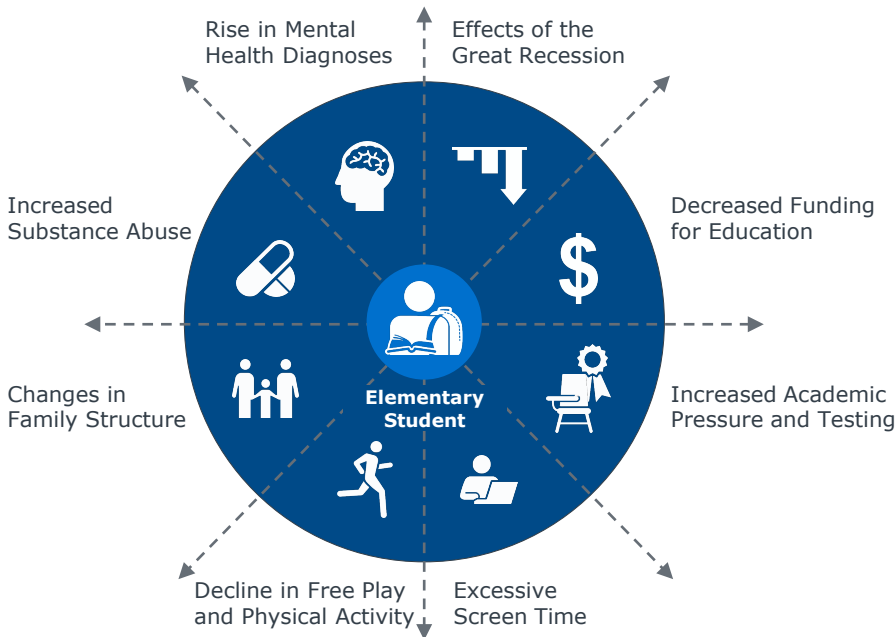 Rise in Mental
Health Diagnoses
Effects of the
Great Recession
Increased
Substance Abuse
Decreased Funding
for Education
$
Elementary
Student
Changes in
Family Structure
Increased Academic
Pressure and Testing
Decline in Free Play
and Physical Activity
Excessive
Screen Time